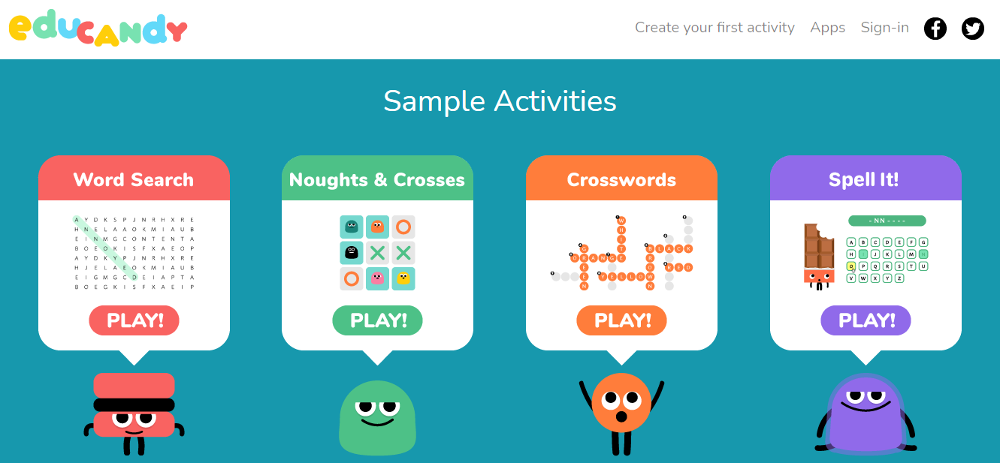 educandy
Create your first activity Apps Sign-in
Sample Activities
Word Search
A Y D K S P J N R H X R E
H N E L A A O K M I A U B
E I N M G C O N T E N T A
B O E O K I S F X A E O P
A Y D K Y P J N R H X R E
H J E L A E O K M I A U B
E I G M G C D E I A P T A
B O E G K I S F X A E I P
PLAY!
Noughts & Crosses
PLAY!
Crosswords
WHITE
BLACK
GREEN
ORANGE
BROWN
RED
YELLOW
PLAY!
Spell It!
- NN - - - -
A B C D E F G
H I J K L M N
O P Q R S T U
V W X Y Z
PLAY!